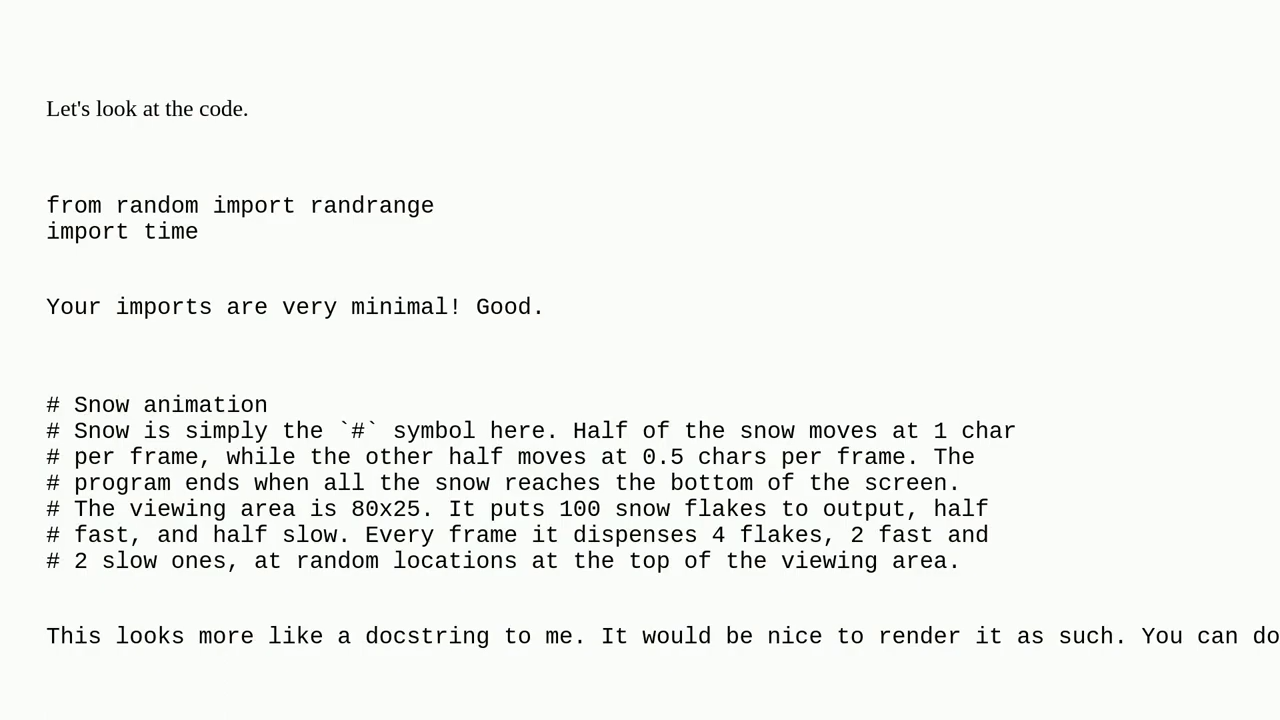 Let's look at the code.
from random import randrange
import time
Your imports are very minimal! Good.
# Snow animation
# Snow is simply the `#` symbol here. Half of the snow moves at 1 char
# per frame, while the other half moves at 0.5 chars per frame. The
# program ends when all the snow reaches the bottom of the screen.
# The viewing area is 80x25. It puts 100 snow flakes to output, half
# fast, and half slow. Every frame it dispenses 4 flakes, 2 fast and
# 2 slow ones, at random locations at the top of the viewing area.
This looks more like a docstring to me. It would be nice to render it as such. You can do